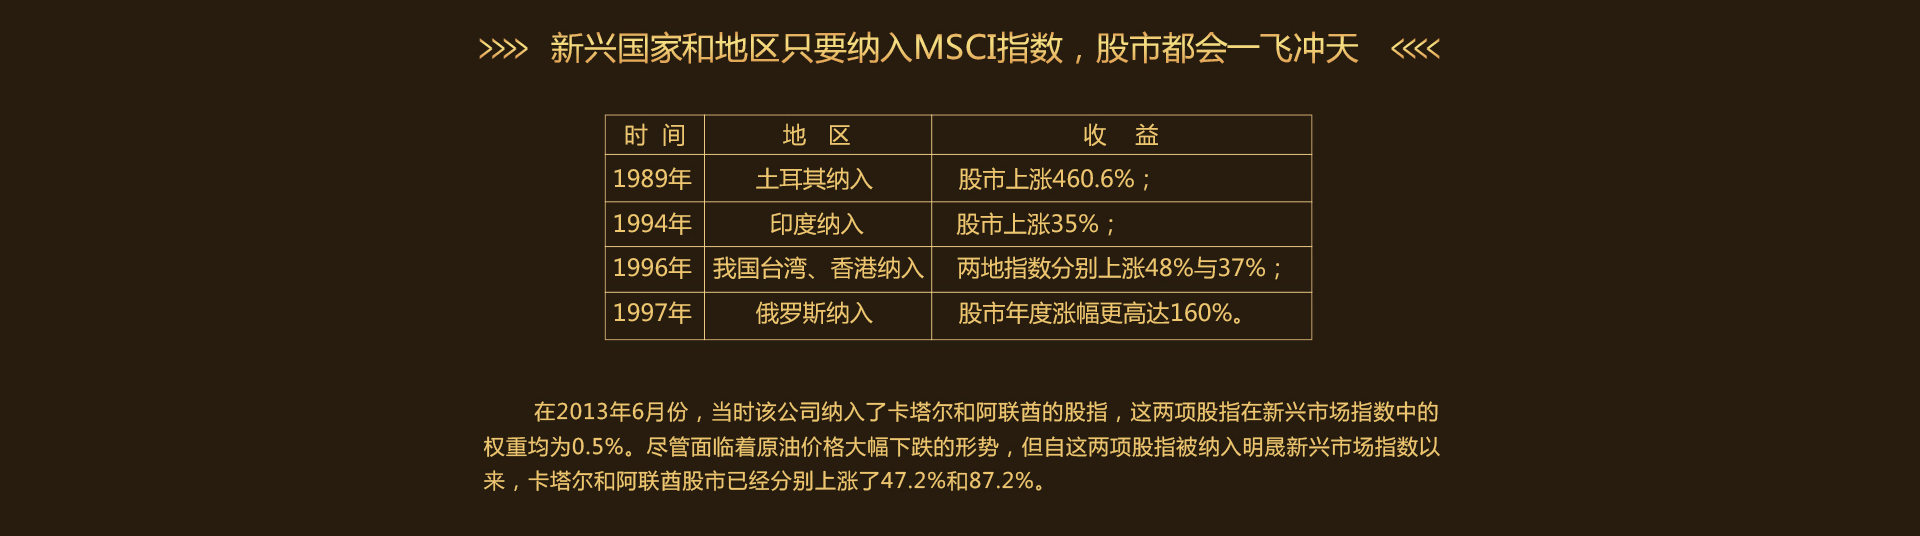 >>>> 新兴国家和地区只要纳入MSCI指数，股市都会一飞冲天 <<<<
时 间 地 区 收 益
1989年 土耳其纳入 股市上涨460.6%；
1994年 印度纳入 股市上涨35%；
1996年 我国台湾、香港纳入 两地指数分别上涨48%与37%；
1997年 俄罗斯纳入 股市年度涨幅更高达160%。
在2013年6月份，当时该公司纳入了卡塔尔和阿联酋的股指，这两项股指在新兴市场指数中的
权重均为0.5%。尽管面临着原油价格大幅下跌的形势，但自这两项股指被纳入明晟新兴市场指数以
来，卡塔尔和阿联酋股市已经分别上涨了47.2%和87.2%。